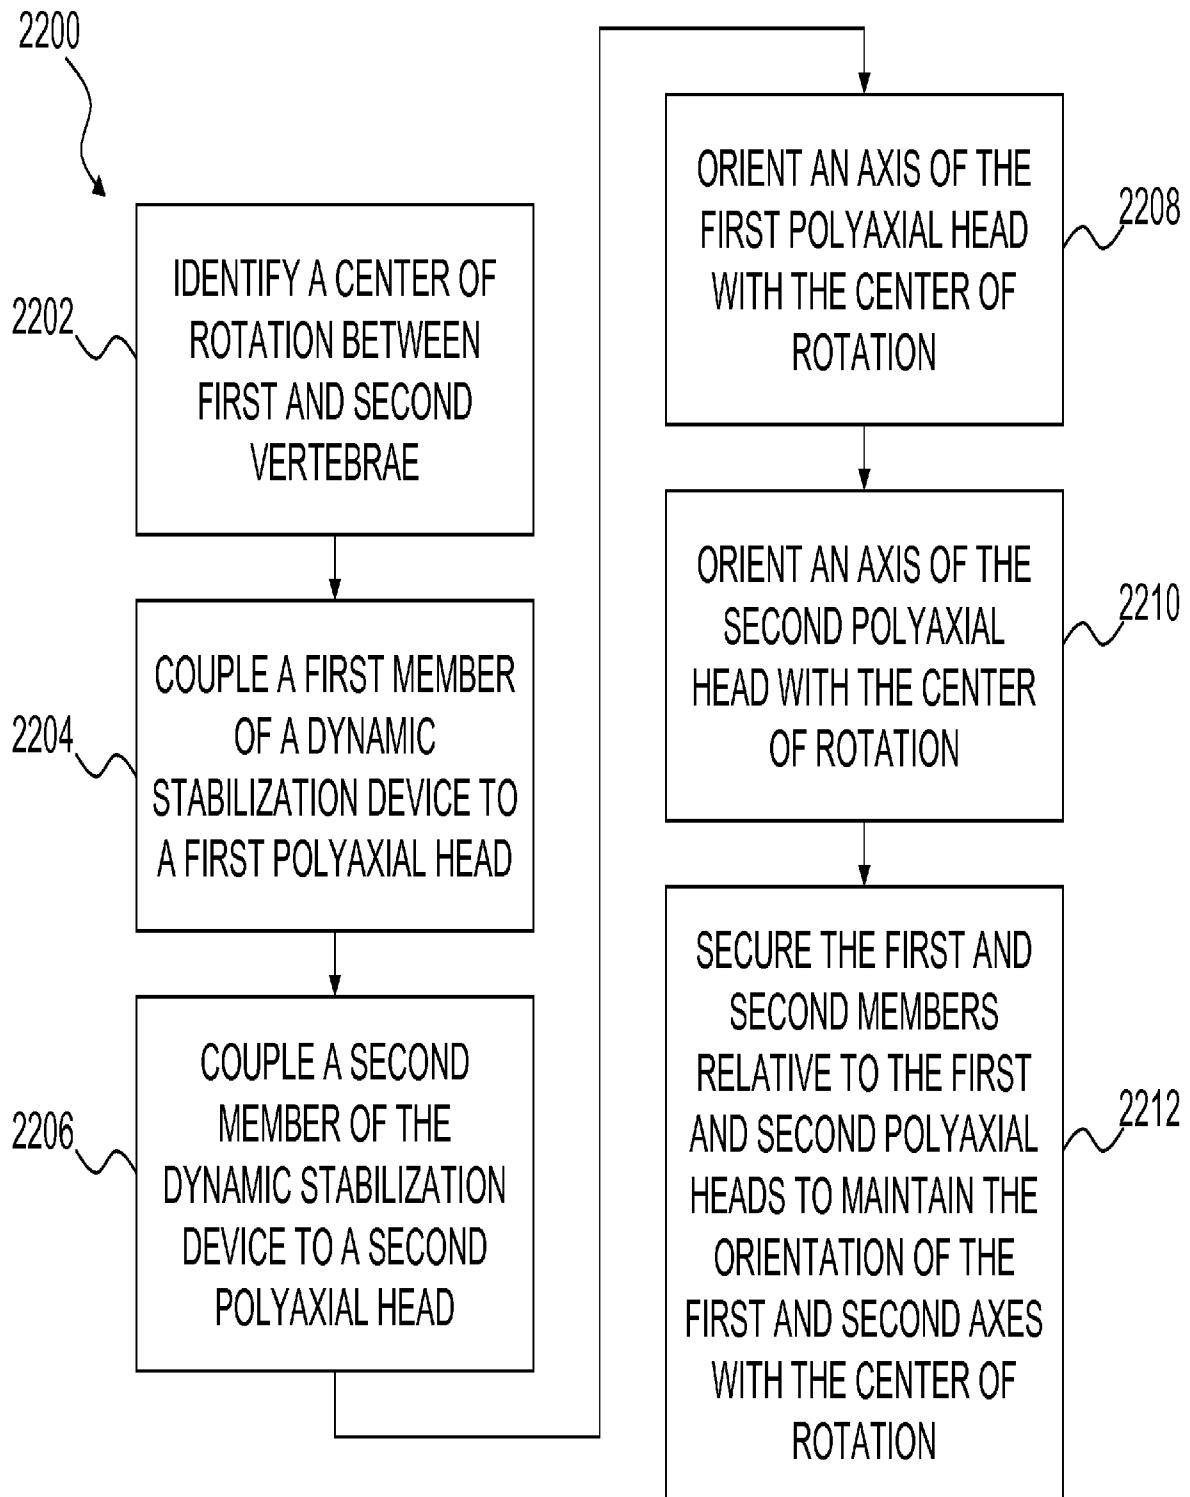 2200
2202
IDENTIFY A CENTER OF
ROTATION BETWEEN
FIRST AND SECOND
VERTEBRAE
2204
COUPLE A FIRST MEMBER
OF A DYNAMIC
STABILIZATION DEVICE TO
A FIRST POLYAXIAL HEAD
2206
COUPLE A SECOND
MEMBER OF THE
DYNAMIC STABILIZATION
DEVICE TO A SECOND
POLYAXIAL HEAD
ORIENT AN AXIS OF THE
FIRST POLYAXIAL HEAD
WITH THE CENTER OF
ROTATION
2208
ORIENT AN AXIS OF THE
SECOND POLYAXIAL
HEAD WITH THE CENTER
OF ROTATION
2210
SECURE THE FIRST AND
SECOND MEMBERS
RELATIVE TO THE FIRST
AND SECOND POLYAXIAL
HEADS TO MAINTAIN THE
ORIENTATION OF THE
FIRST AND SECOND AXES
WITH THE CENTER OF
ROTATION
2212